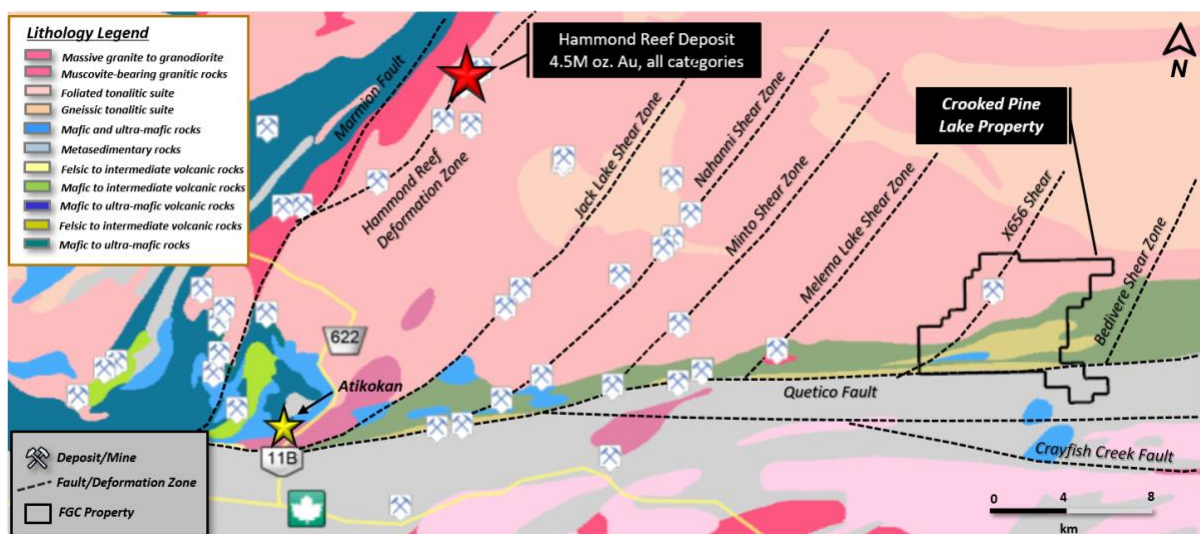 Lithology Legend
Massive granite to granodiorite
Muscovite-bearing granitic rocks
Foliated tonalitic suite
Gneissic tonalitic suite
Mafic and ultra-mafic rocks
Metasedimentary rocks
Felsic to intermediate volcanic rocks
Mafic to intermediate volcanic rocks
Mafic to ultra-mafic volcanic rocks
Felsic to intermediate volcanic rocks
Mafic to ultra-mafic rocks
Marmion Fault
Hammond Reef Deposit
4.5M oz. Au, all categories
N
Crooked Pine
Lake Property
Hammond Reef
Deformation Zone
Jack Lake Shear Zone
Nahanni Shear Zone
Minto Shear Zone
Melema Lake Shear Zone
X656 Shear
Bedivere Shear Zone
622
Atikokan
Quetico Fault
11B
Crayfish Creek Fault
Deposit/Mine
Fault/Deformation Zone
FGC Property
0 4 8
km